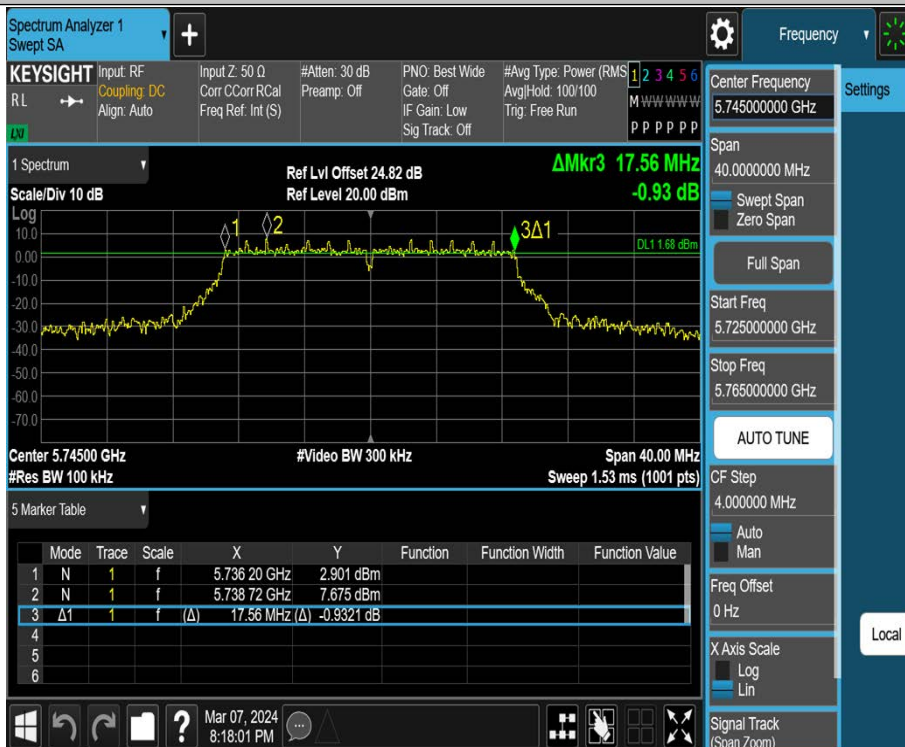 Spectrum Analyzer 1
Swept SA
+
Frequency
KEYSIGHT
RL
LXI
Input: RF
Coupling: DC
Align: Auto
Input Z: 50 Ω
Corr CCorr RCal
Freq Ref: Int (S)
#Atten: 30 dB
Preamp: Off
PNO: Best Wide
Gate: Off
IF Gain: Low
Sig Track: Off
#Avg Type: Power (RMS
Avg|Hold: 100/100
Trig: Free Run
1 2 3 4 5 6
M W W W W W
P P P P P P
1 Spectrum
Scale/Div 10 dB
Ref Lvl Offset 24.82 dB
Ref Level 20.00 dBm
ΔMkr3 17.56 MHz
-0.93 dB
Log
10.0
0.00
-10.0
-20.0
-30.0
-40.0
-50.0
-60.0
-70.0
1
2
3Δ1
DL1 1.68 dBm
Center 5.74500 GHz
#Res BW 100 kHz
#Video BW 300 kHz
Span 40.00 MHz
Sweep 1.53 ms (1001 pts)
5 Marker Table
Mode Trace Scale X Y Function Function Width Function Value
1 N 1 f 5.736 20 GHz 2.901 dBm
2 N 1 f 5.738 72 GHz 7.675 dBm
3 Δ1 1 f (Δ) 17.56 MHz (Δ) -0.9321 dB
4
5
6
?
Mar 07, 2024
8:18:01 PM
Center Frequency
5.745000000 GHz
Settings
Span
40.0000000 MHz
Swept Span
Zero Span
Full Span
Start Freq
5.725000000 GHz
Stop Freq
5.765000000 GHz
AUTO TUNE
CF Step
4.000000 MHz
Auto
Man
Freq Offset
0 Hz
Local
X Axis Scale
Log
Lin
Signal Track
(Span Zoom)